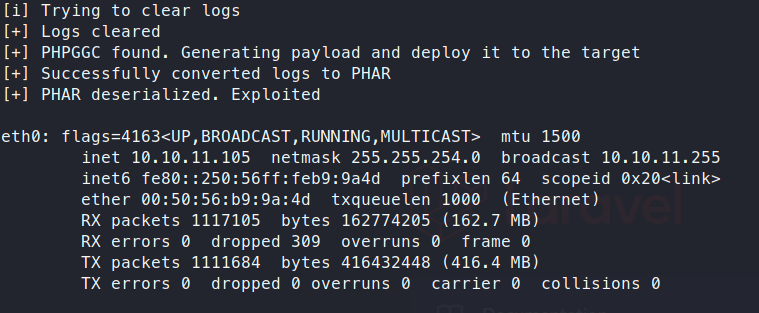 [i] Trying to clear logs
[+] Logs cleared
[+] PHPGGC found. Generating payload and deploy it to the target
[+] Successfully converted logs to PHAR
[+] PHAR deserialized. Exploited
eth0: flags=4163<UP,BROADCAST,RUNNING,MULTICAST>  mtu 1500
        inet 10.10.11.105  netmask 255.255.254.0  broadcast 10.10.11.255
        inet6 fe80::250:56ff:feb9:9a4d  prefixlen 64  scopeid 0x20<link>
        ether 00:50:56:b9:9a:4d  txqueuelen 1000  (Ethernet)
        RX packets 1117105  bytes 162774205 (162.7 MB)
        RX errors 0  dropped 309  overruns 0  frame 0
        TX packets 1111684  bytes 416432448 (416.4 MB)
        TX errors 0  dropped 0 overruns 0  carrier 0  collisions 0